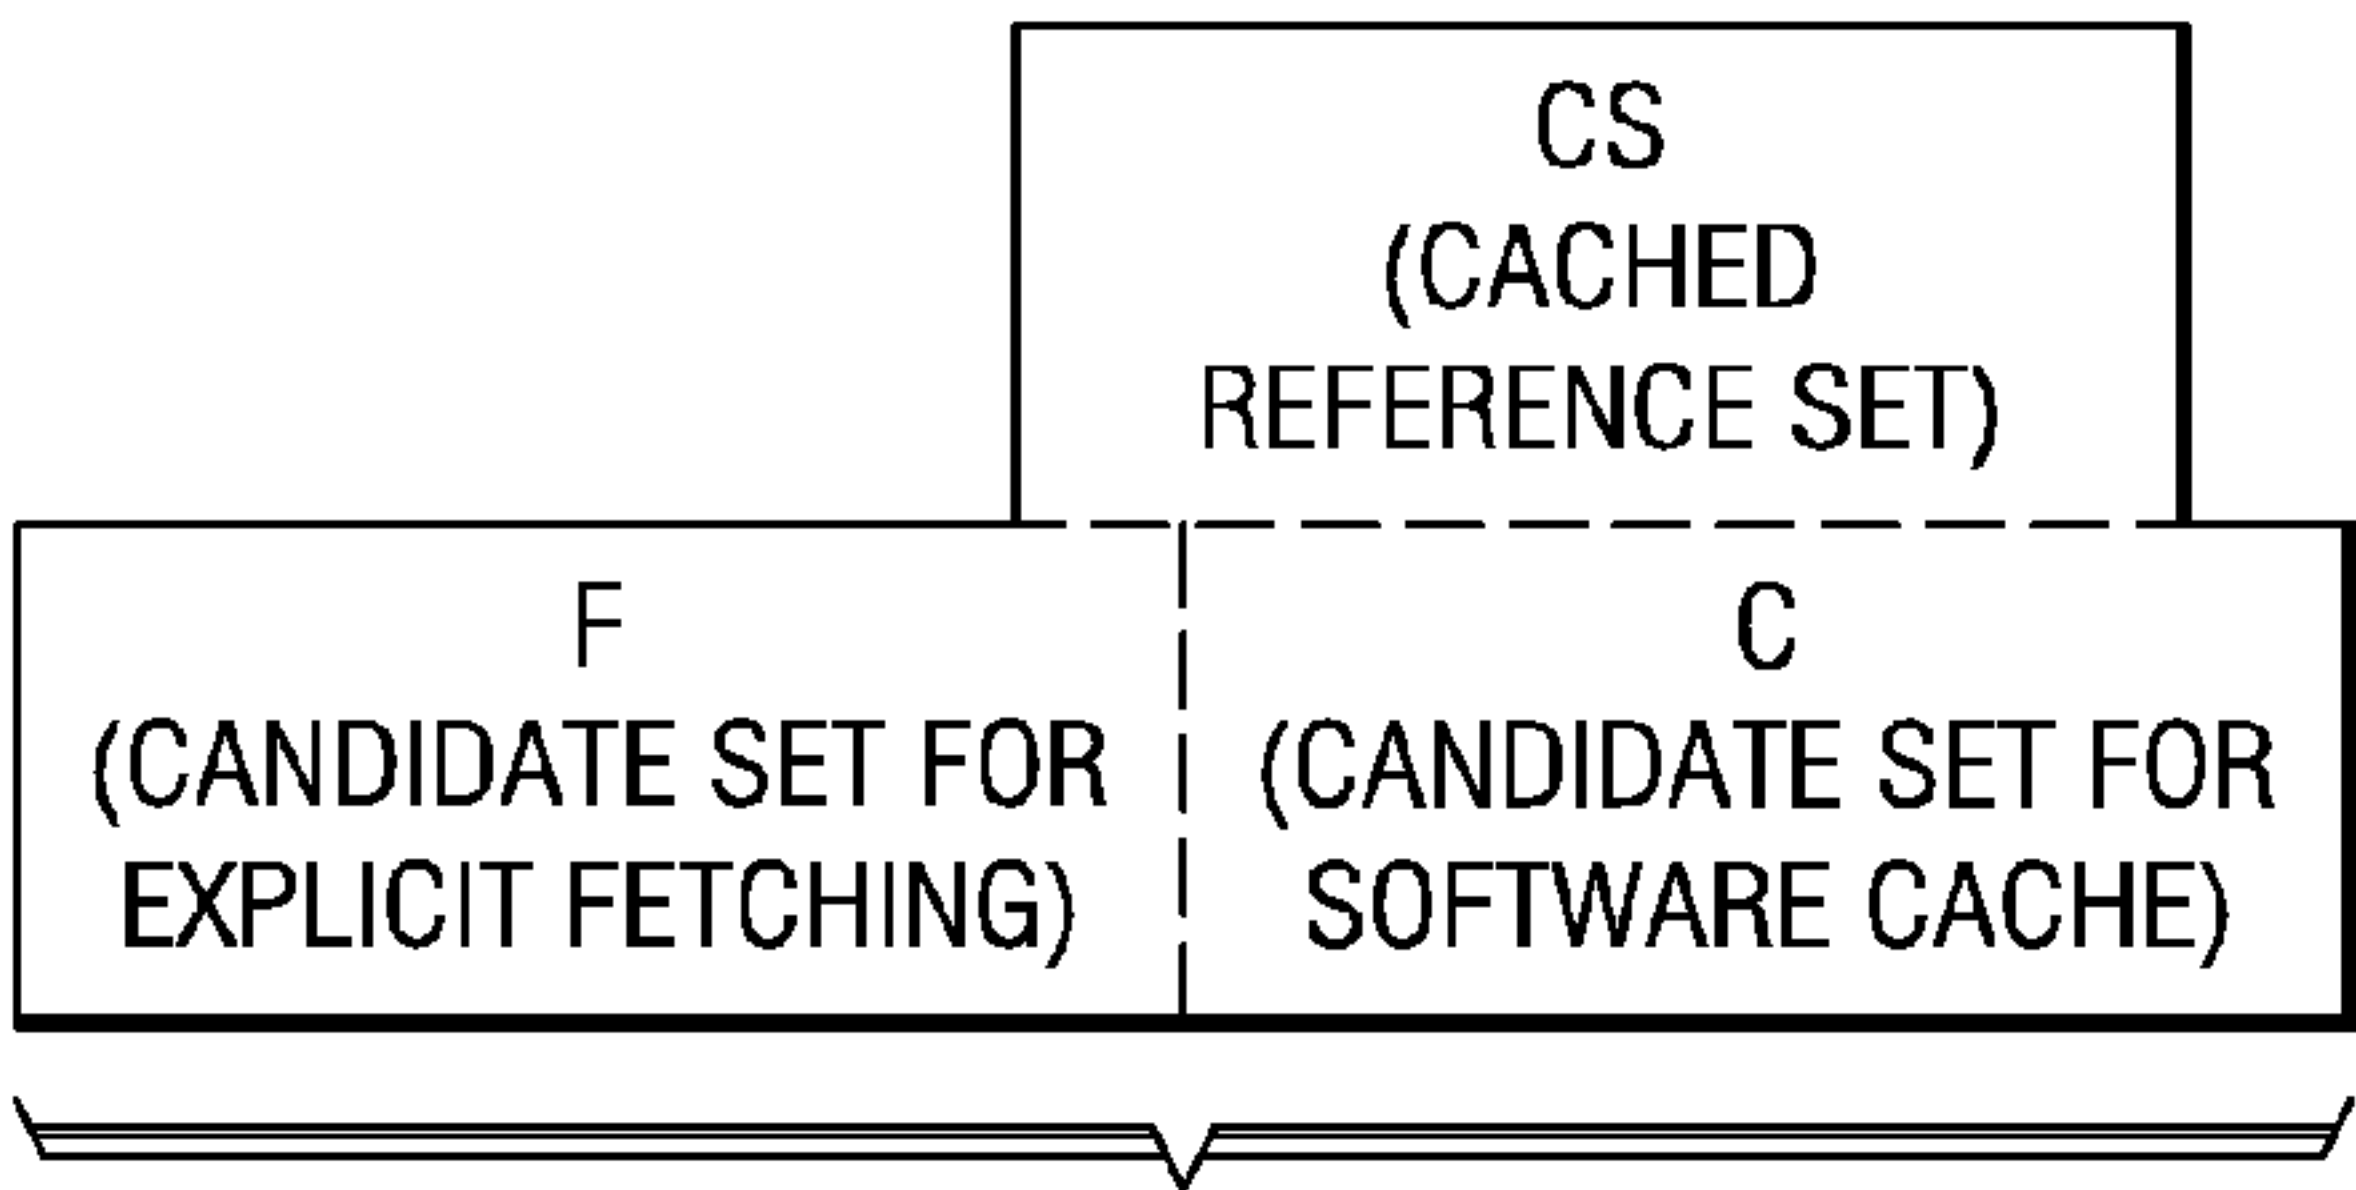 CS
(CACHED
REFERENCE SET)
F
(CANDIDATE SET FOR
EXPLICIT FETCHING)
C
(CANDIDATE SET FOR
SOFTWARE CACHE)